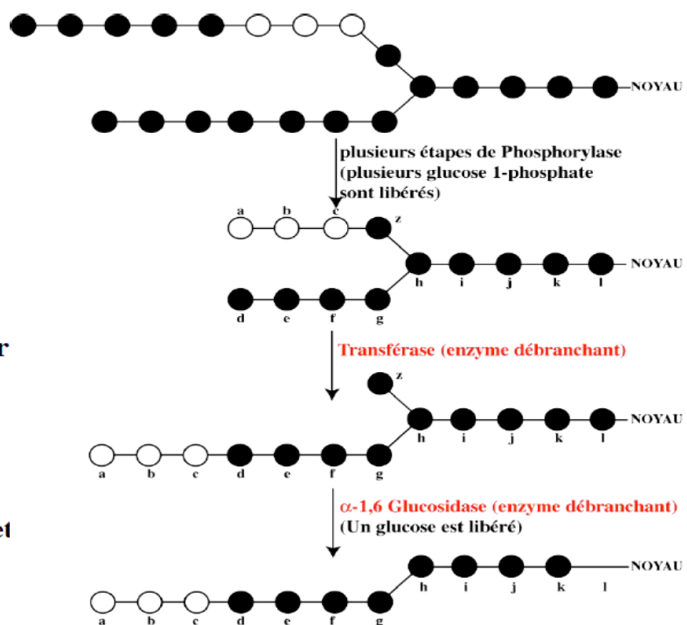 NOYAU
plusieurs étapes de Phosphorylase
(plusieurs glucose 1-phosphate
sont libérés)
a b c z
NOYAU
h i j k l
d e f g
r
Transférase (enzyme débranchant)
z
NOYAU
h i j k l
a b c d e f g
α-1,6 Glucosidase (enzyme débranchant)
(Un glucose est libéré)
et
NOYAU
h i j k l
a b c d e f g